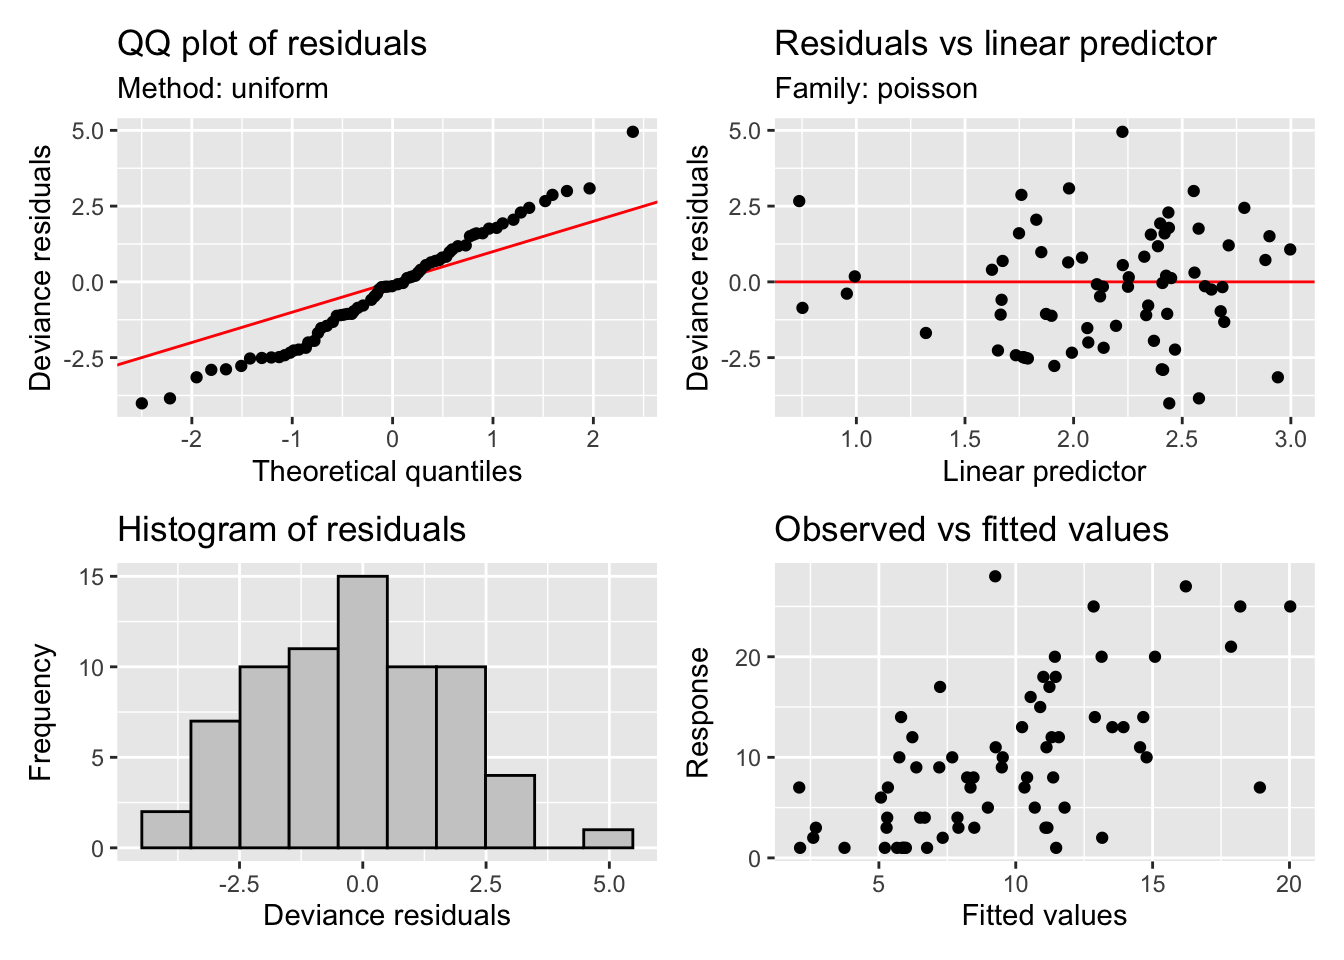 QQ plot of residuals
Method: uniform
5.0
2.5
0.0
-2.5
Deviance residuals
-2
-1
0
1
2
Theoretical quantiles
Residuals vs linear predictor
Family: poisson
5.0
2.5
0.0
-2.5
Deviance residuals
1.0
1.5
2.0
2.5
3.0
Linear predictor
Histogram of residuals
15
10
5
0
Frequency
-2.5
0.0
2.5
5.0
Deviance residuals
Observed vs fitted values
20
10
0
Response
5
10
15
20
Fitted values